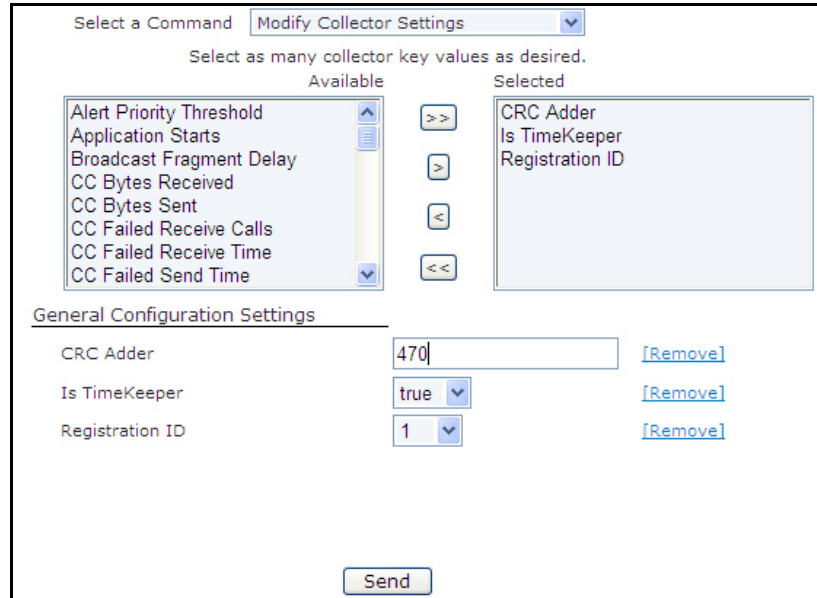 Select a Command Modify Collector Settings
Select as many collector key values as desired.
Available Selected
Alert Priority Threshold
Application Starts
Broadcast Fragment Delay
CC Bytes Received
CC Bytes Sent
CC Failed Receive Calls
CC Failed Receive Time
CC Failed Send Time
>>
>
<
<<
CRC Adder
Is TimeKeeper
Registration ID
General Configuration Settings
CRC Adder 470 [Remove]
Is TimeKeeper true [Remove]
Registration ID 1 [Remove]
Send